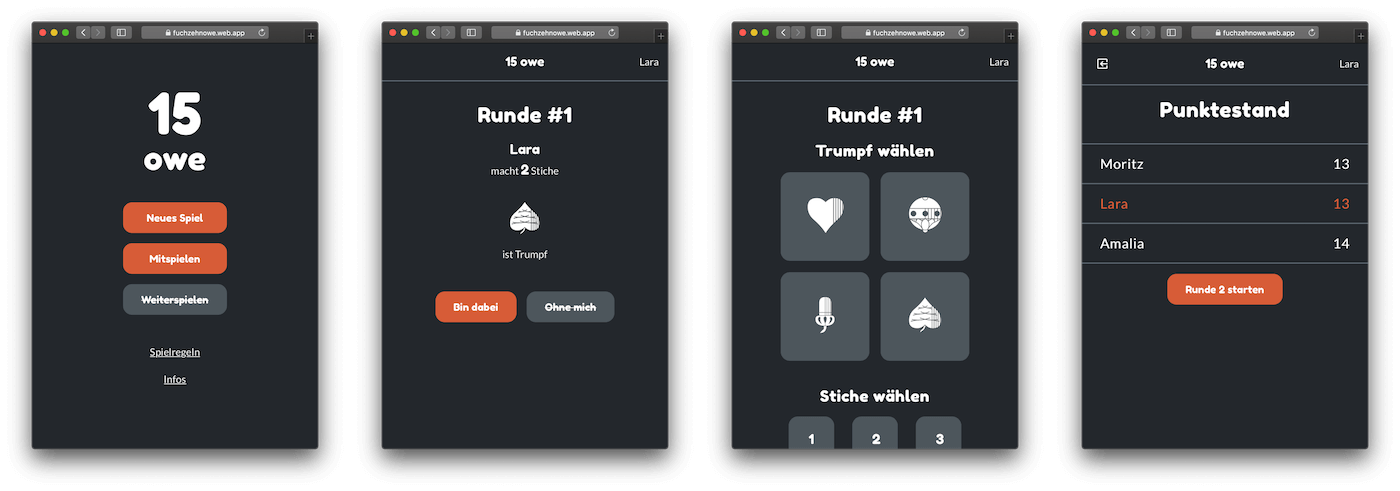 fuchzehnowe.web.app
15
owe
Neues Spiel
Mitspielen
Weiterspielen
Spielregeln
Infos
fuchzehnowe.web.app
15 owe
Lara
Runde #1
Lara
macht 2 Stiche
ist Trumpf
Bin dabei
Ohne mich
fuchzehnowe.web.app
15 owe
Lara
Runde #1
Trumpf wählen
Stiche wählen
1 2 3
fuchzehnowe.web.app
15 owe
Lara
Punktestand
Moritz 13
Lara 13
Amalia 14
Runde 2 starten